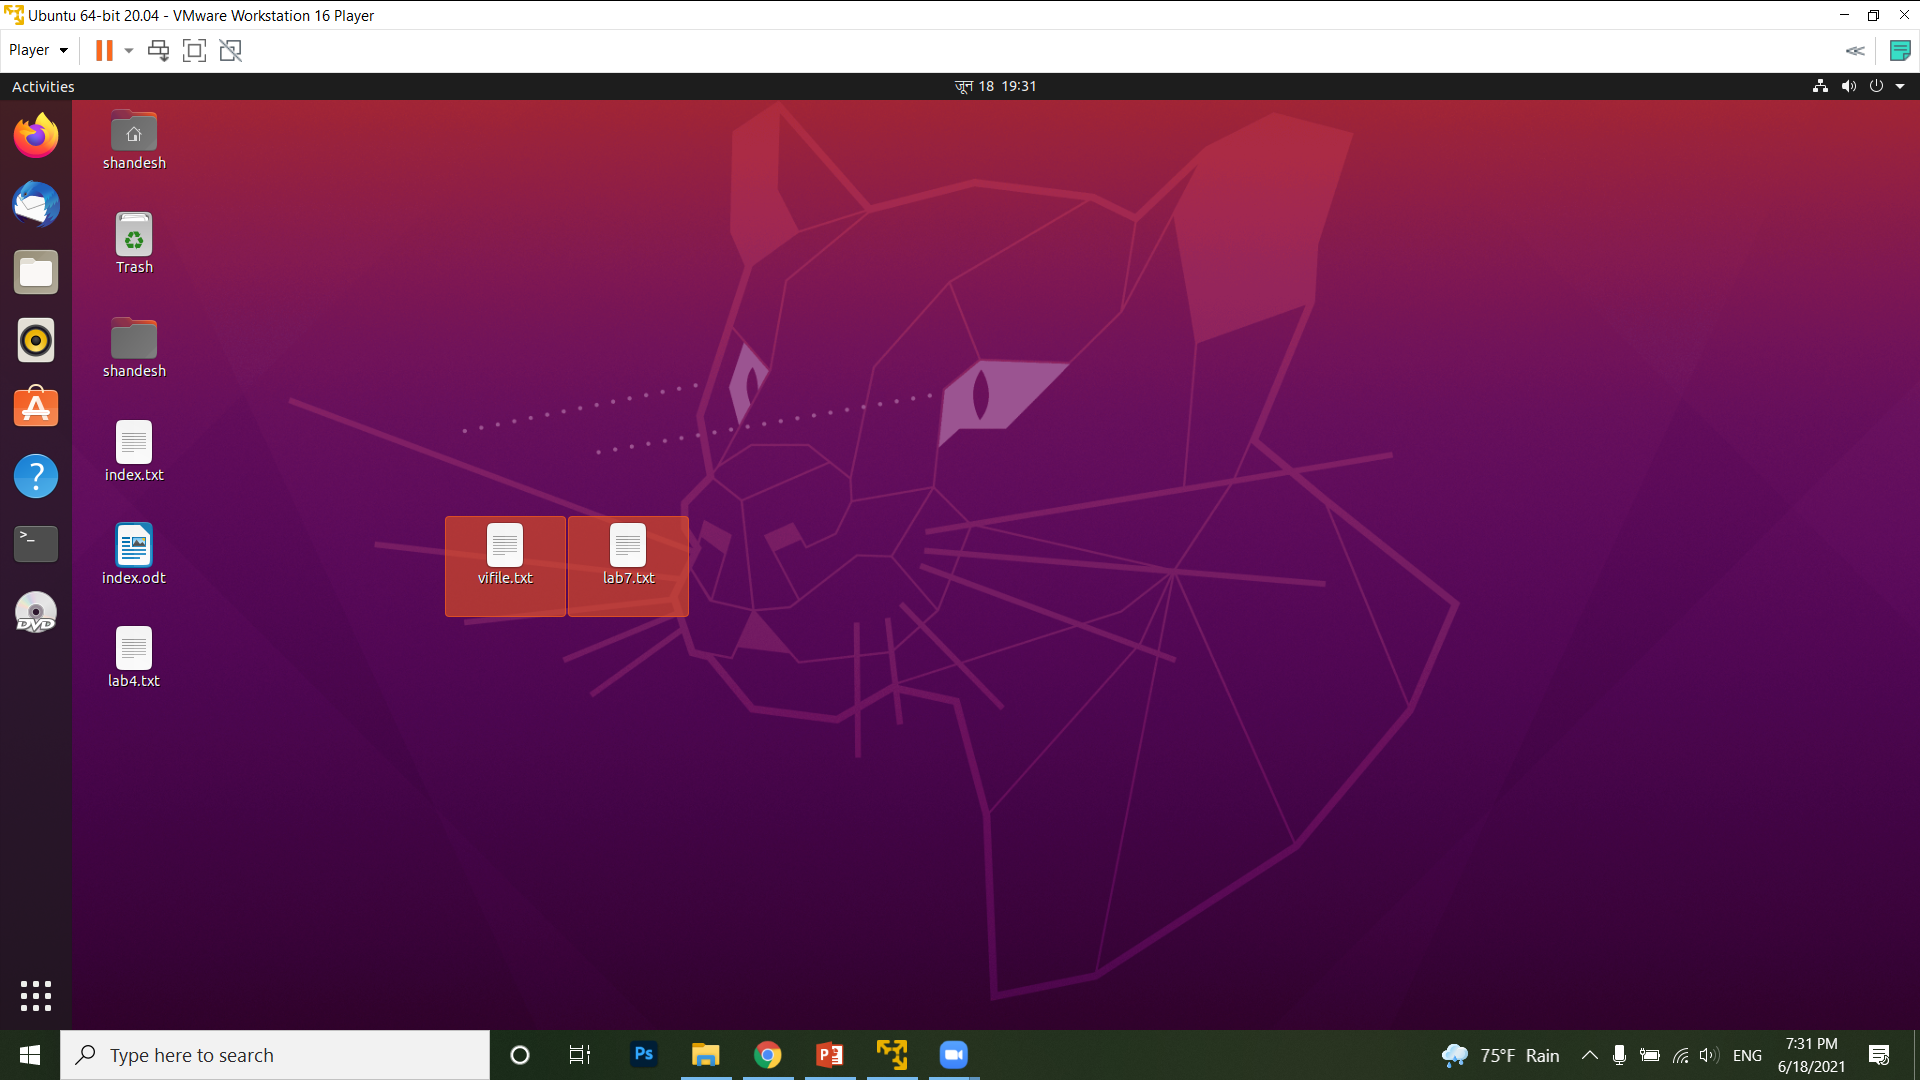 Ubuntu 64-bit 20.04 - VMware Workstation 16 Player
Player
Activities
जून 18 19:31
shandesh
Trash
shandesh
index.txt
index.odt
lab4.txt
vifile.txt
lab7.txt
>_
?
DVD
Type here to search
Ps
P
75°F Rain
ENG
7:31 PM
6/18/2021